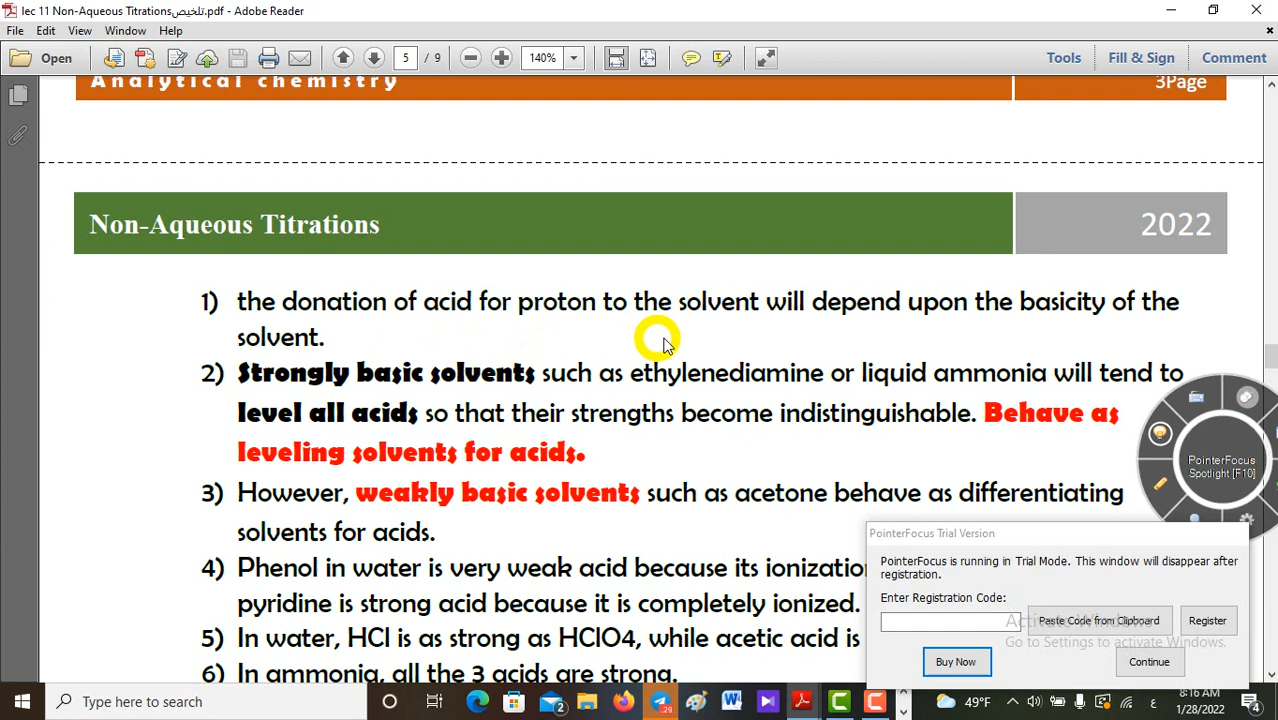 lec 11 Non-Aqueous Titrationsتلخيص.pdf - Adobe Reader
File Edit View Window Help
Open 5 / 9 140% Tools Fill & Sign Comment
Analytical chemistry 3Page
Non-Aqueous Titrations 2022
1) the donation of acid for proton to the solvent will depend upon the basicity of the
solvent.
2) Strongly basic solvents such as ethylenediamine or liquid ammonia will tend to
level all acids so that their strengths become indistinguishable. Behave as
leveling solvents for acids.
3) However, weakly basic solvents such as acetone behave as differentiating
solvents for acids.
4) Phenol in water is very weak acid because its ionization
pyridine is strong acid because it is completely ionized.
5) In water, HCl is as strong as HClO4, while acetic acid is
6) In ammonia, all the 3 acids are strong.
PointerFocus
Spotlight [F10]
PointerFocus Trial Version
PointerFocus is running in Trial Mode. This window will disappear after
registration.
Enter Registration Code:
Paste Code from Clipboard Register
Activate Windows
Go to Settings to activate Windows.
Buy Now Continue
Type here to search 2 29 49°F ع 8:16 AM
1/28/2022 4